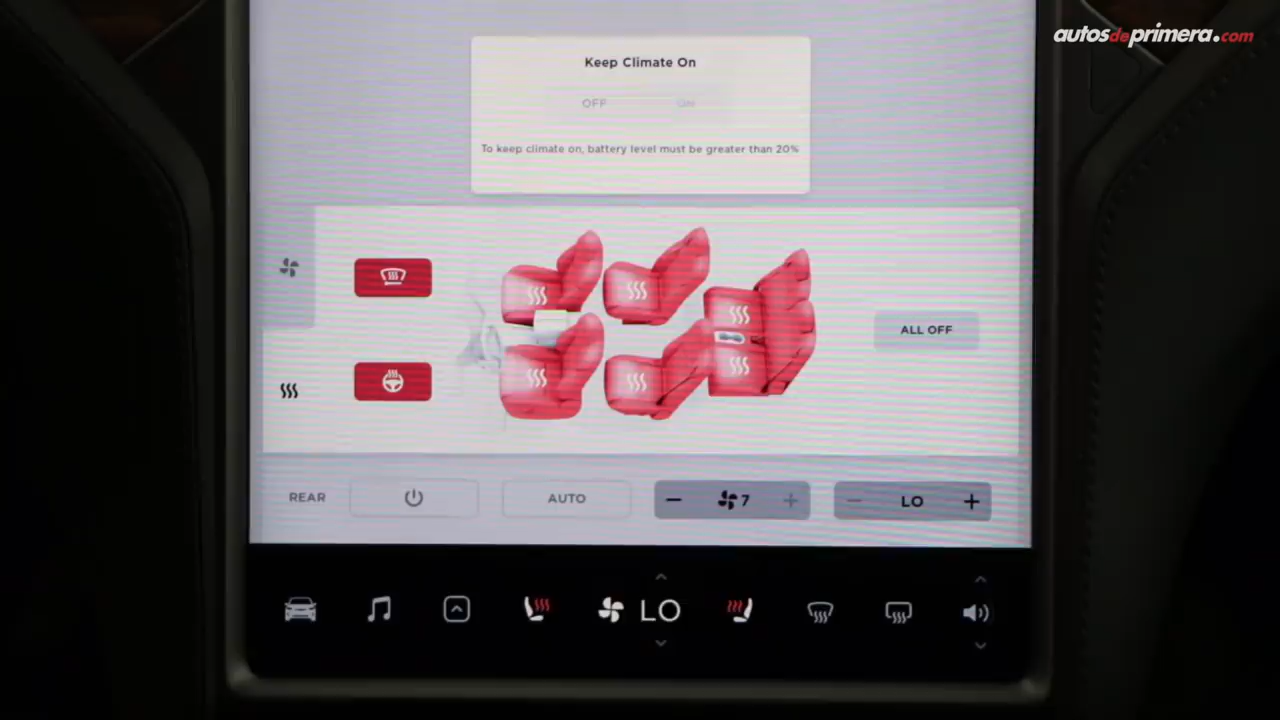 autosdeprimera.com
Keep Climate On
OFF ON
To keep climate on, battery level must be greater than 20%
ALL OFF
REAR AUTO 7 LO
LO